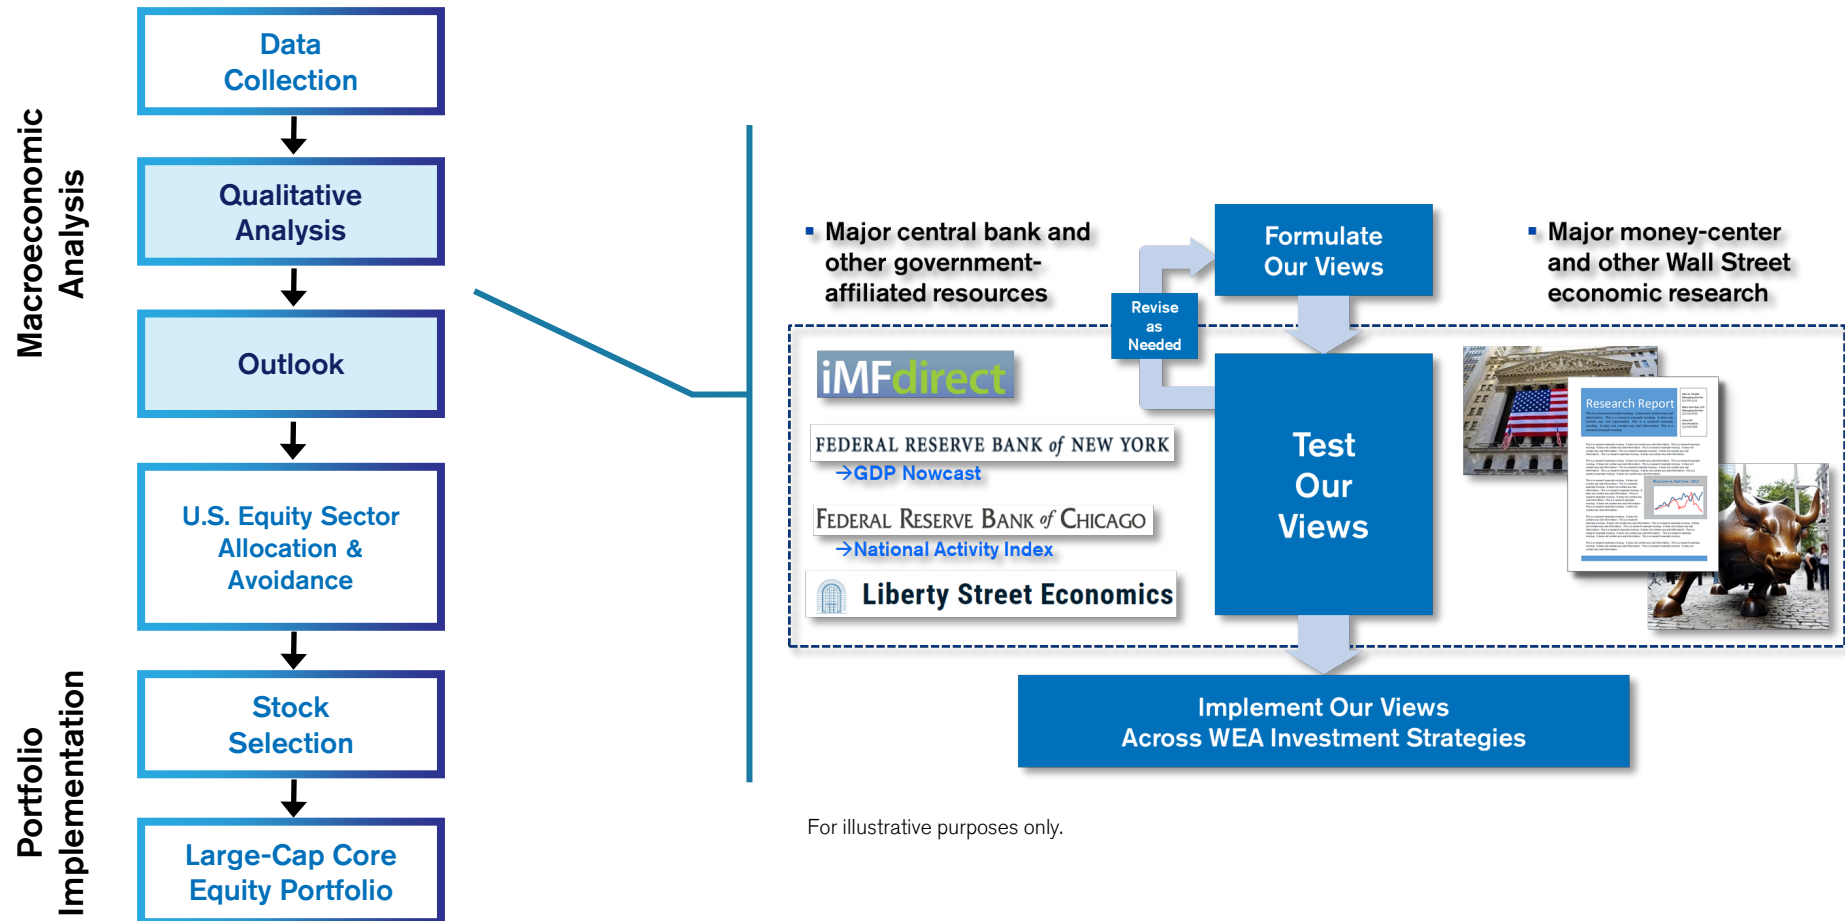 Macroeconomic
Analysis
Data
Collection
Qualitative
Analysis
Outlook
U.S. Equity Sector
Allocation &
Avoidance
Portfolio
Implementation
Stock
Selection
Large-Cap Core
Equity Portfolio
▪ Major central bank and
other government-
affiliated resources
Formulate
Our Views
▪ Major money-center
and other Wall Street
economic research
Revise
as
Needed
iMFdirect
FEDERAL RESERVE BANK of NEW YORK
→GDP Nowcast
FEDERAL RESERVE BANK of CHICAGO
→National Activity Index
Liberty Street Economics
Test
Our
Views
Research Report
Implement Our Views
Across WEA Investment Strategies
For illustrative purposes only.